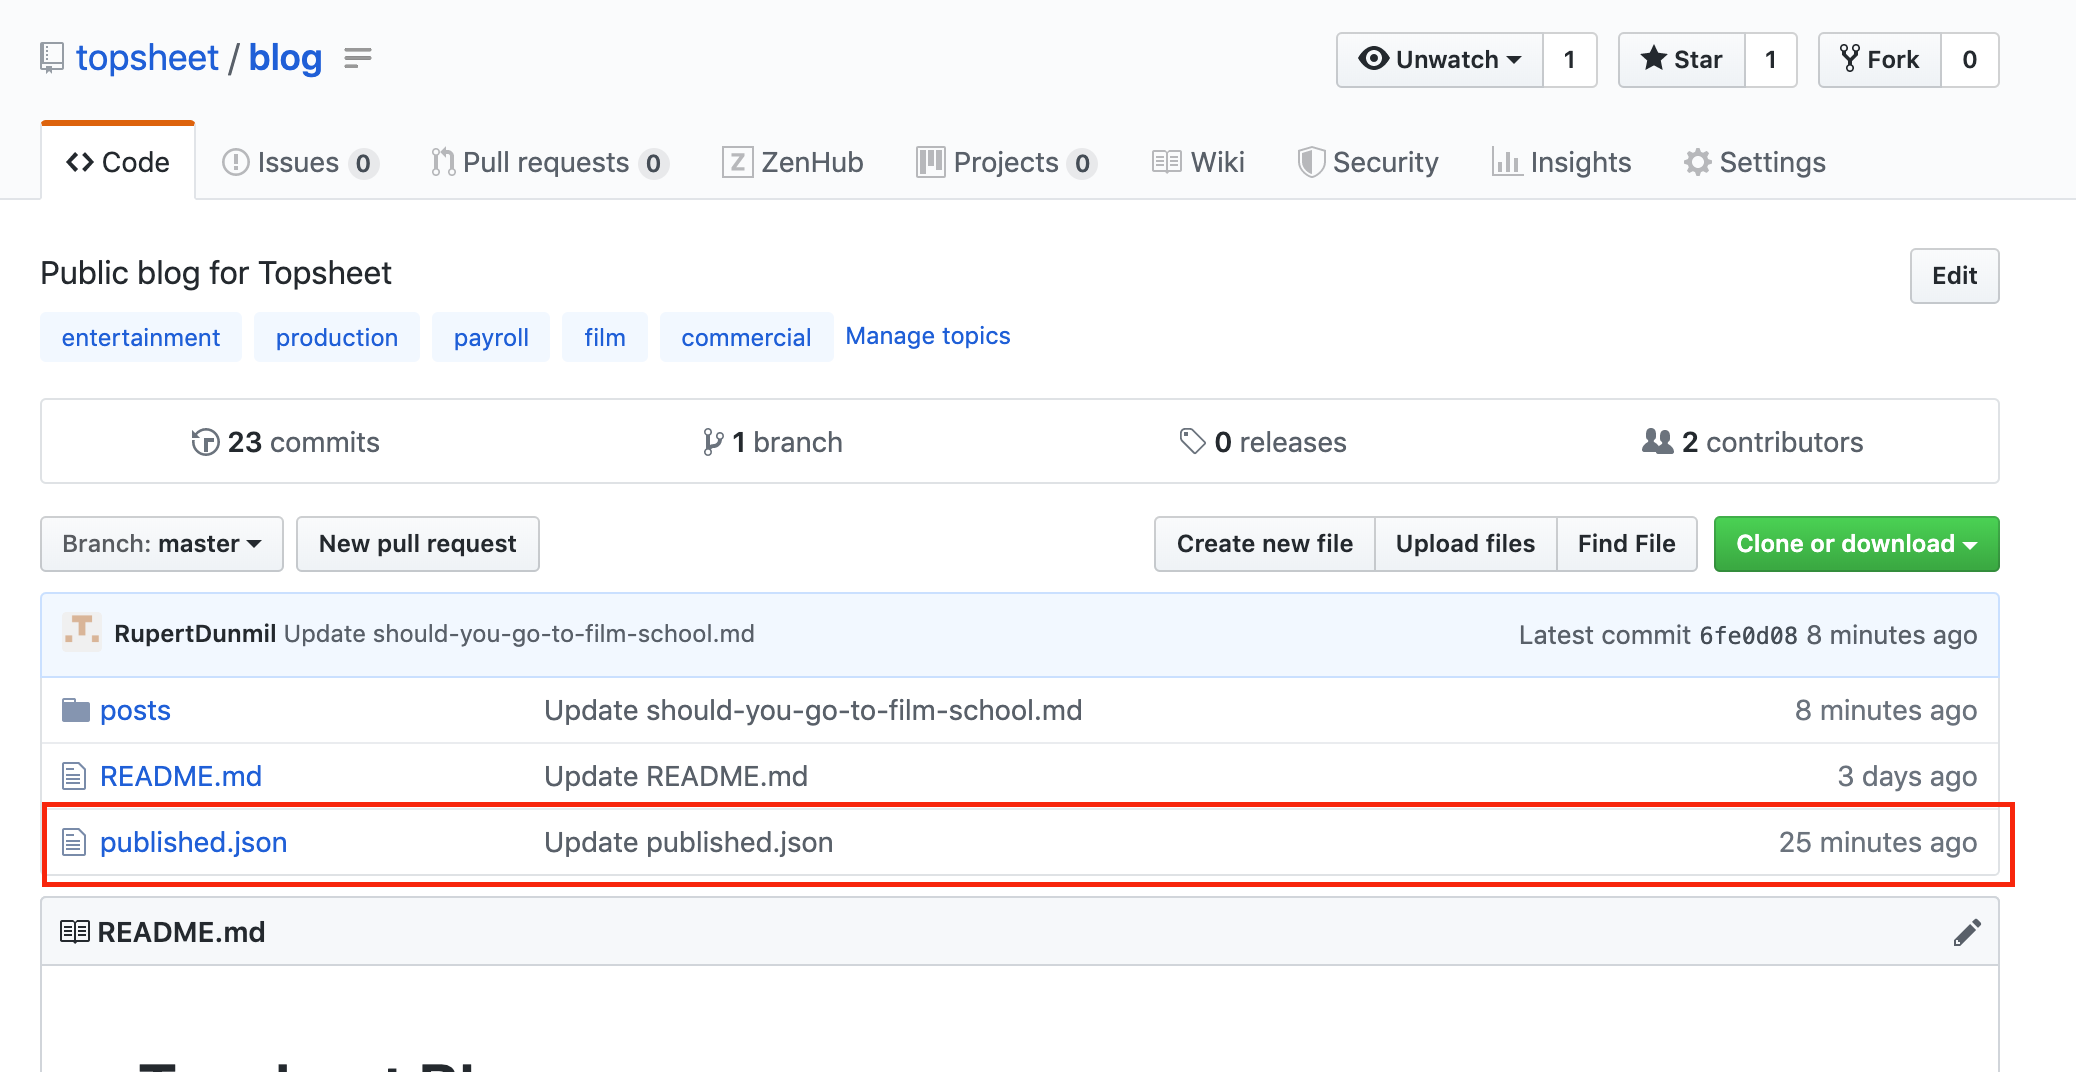 topsheet / blog
Unwatch 1 Star 1 Fork 0
Code Issues 0 Pull requests 0 ZenHub Projects 0 Wiki Security Insights Settings
Public blog for Topsheet
Edit
entertainment production payroll film commercial Manage topics
23 commits 1 branch 0 releases 2 contributors
Branch: master New pull request Create new file Upload files Find File Clone or download
RupertDunmil Update should-you-go-to-film-school.md Latest commit 6fe0d08 8 minutes ago
posts Update should-you-go-to-film-school.md 8 minutes ago
README.md Update README.md 3 days ago
published.json Update published.json 25 minutes ago
README.md